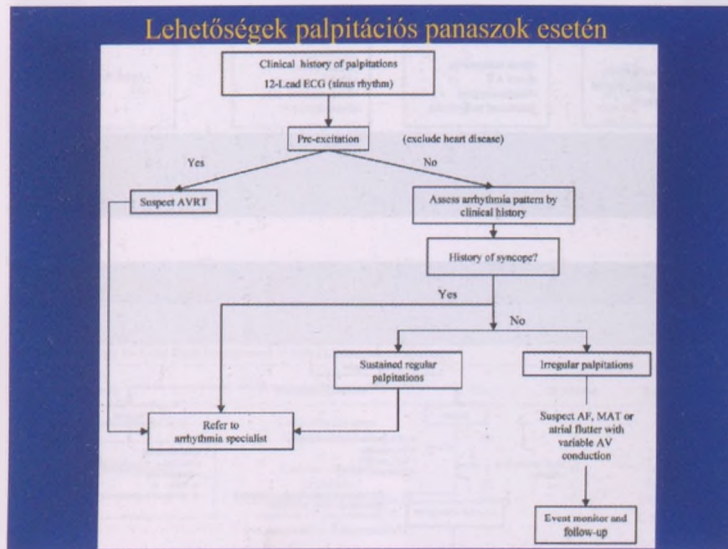 Lehetőségek palpitációs panaszok esetén
Clinical history of palpitations
12-Lead ECG (sinus rhythm)
Pre-excitation
(exclude heart disease)
Yes
No
Suspect AVRT
Assess arrhythmia pattern by
clinical history
History of syncope?
Yes
No
Sustained regular
palpitations
Irregular palpitations
Refer to
arrhythmia specialist
Suspect AF, MAT or
atrial flutter with
variable AV
conduction
Event monitor and
follow-up